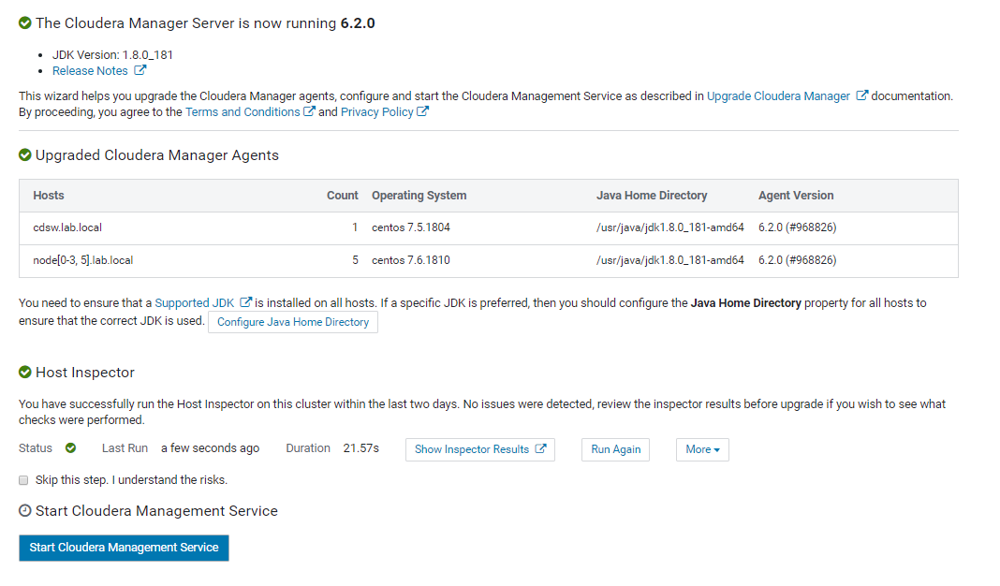 The Cloudera Manager Server is now running 6.2.0
JDK Version: 1.8.0_181
Release Notes
This wizard helps you upgrade the Cloudera Manager agents, configure and start the Cloudera Management Service as described in Upgrade Cloudera Manager documentation.
By proceeding, you agree to the Terms and Conditions and Privacy Policy
Upgraded Cloudera Manager Agents
Hosts Count Operating System Java Home Directory Agent Version
cdsw.lab.local 1 centos 7.5.1804 /usr/java/jdk1.8.0_181-amd64 6.2.0 (#968826)
node[0-3, 5].lab.local 5 centos 7.6.1810 /usr/java/jdk1.8.0_181-amd64 6.2.0 (#968826)
You need to ensure that a Supported JDK is installed on all hosts. If a specific JDK is preferred, then you should configure the Java Home Directory property for all hosts to
ensure that the correct JDK is used. Configure Java Home Directory
Host Inspector
You have successfully run the Host Inspector on this cluster within the last two days. No issues were detected, review the inspector results before upgrade if you wish to see what
checks were performed.
Status Last Run a few seconds ago Duration 21.57s Show Inspector Results Run Again More
Skip this step. I understand the risks.
Start Cloudera Management Service
Start Cloudera Management Service